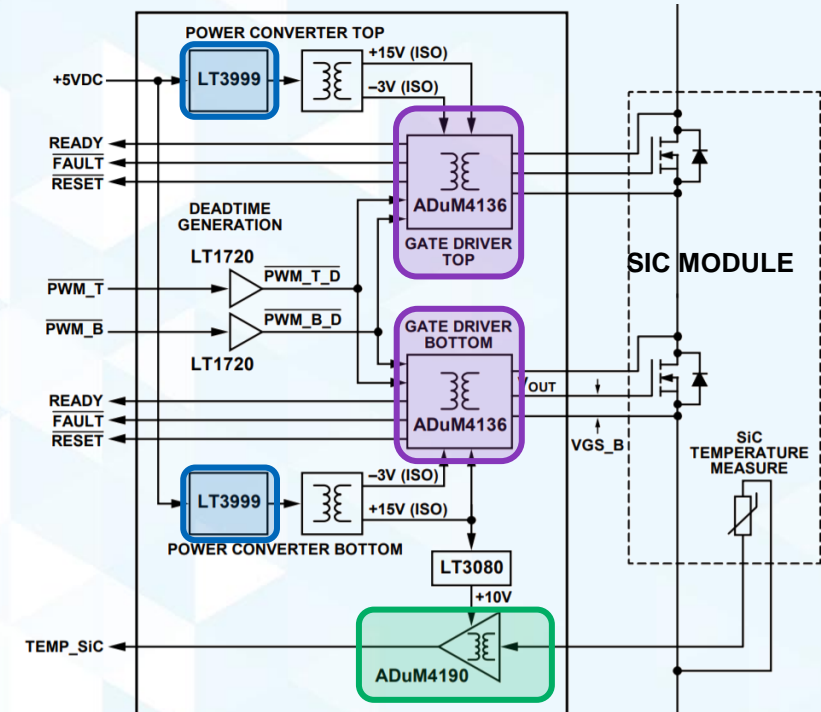 POWER CONVERTER TOP
+15V (ISO)
+5VDC
LT3999
–3V (ISO)
READY
FAULT
RESET
ADuM4136
DEADTIME
GENERATION
GATE DRIVER
TOP
LT1720
SIC MODULE
PWM_T
PWM_T_D
PWM_B
PWM_B_D
LT1720
GATE DRIVER
BOTTOM
VOUT
READY
FAULT
RESET
ADuM4136
VGS_B
SiC
TEMPERATURE
MEASURE
–3V (ISO)
LT3999
+15V (ISO)
POWER CONVERTER BOTTOM
LT3080
+10V
TEMP_SiC
ADuM4190